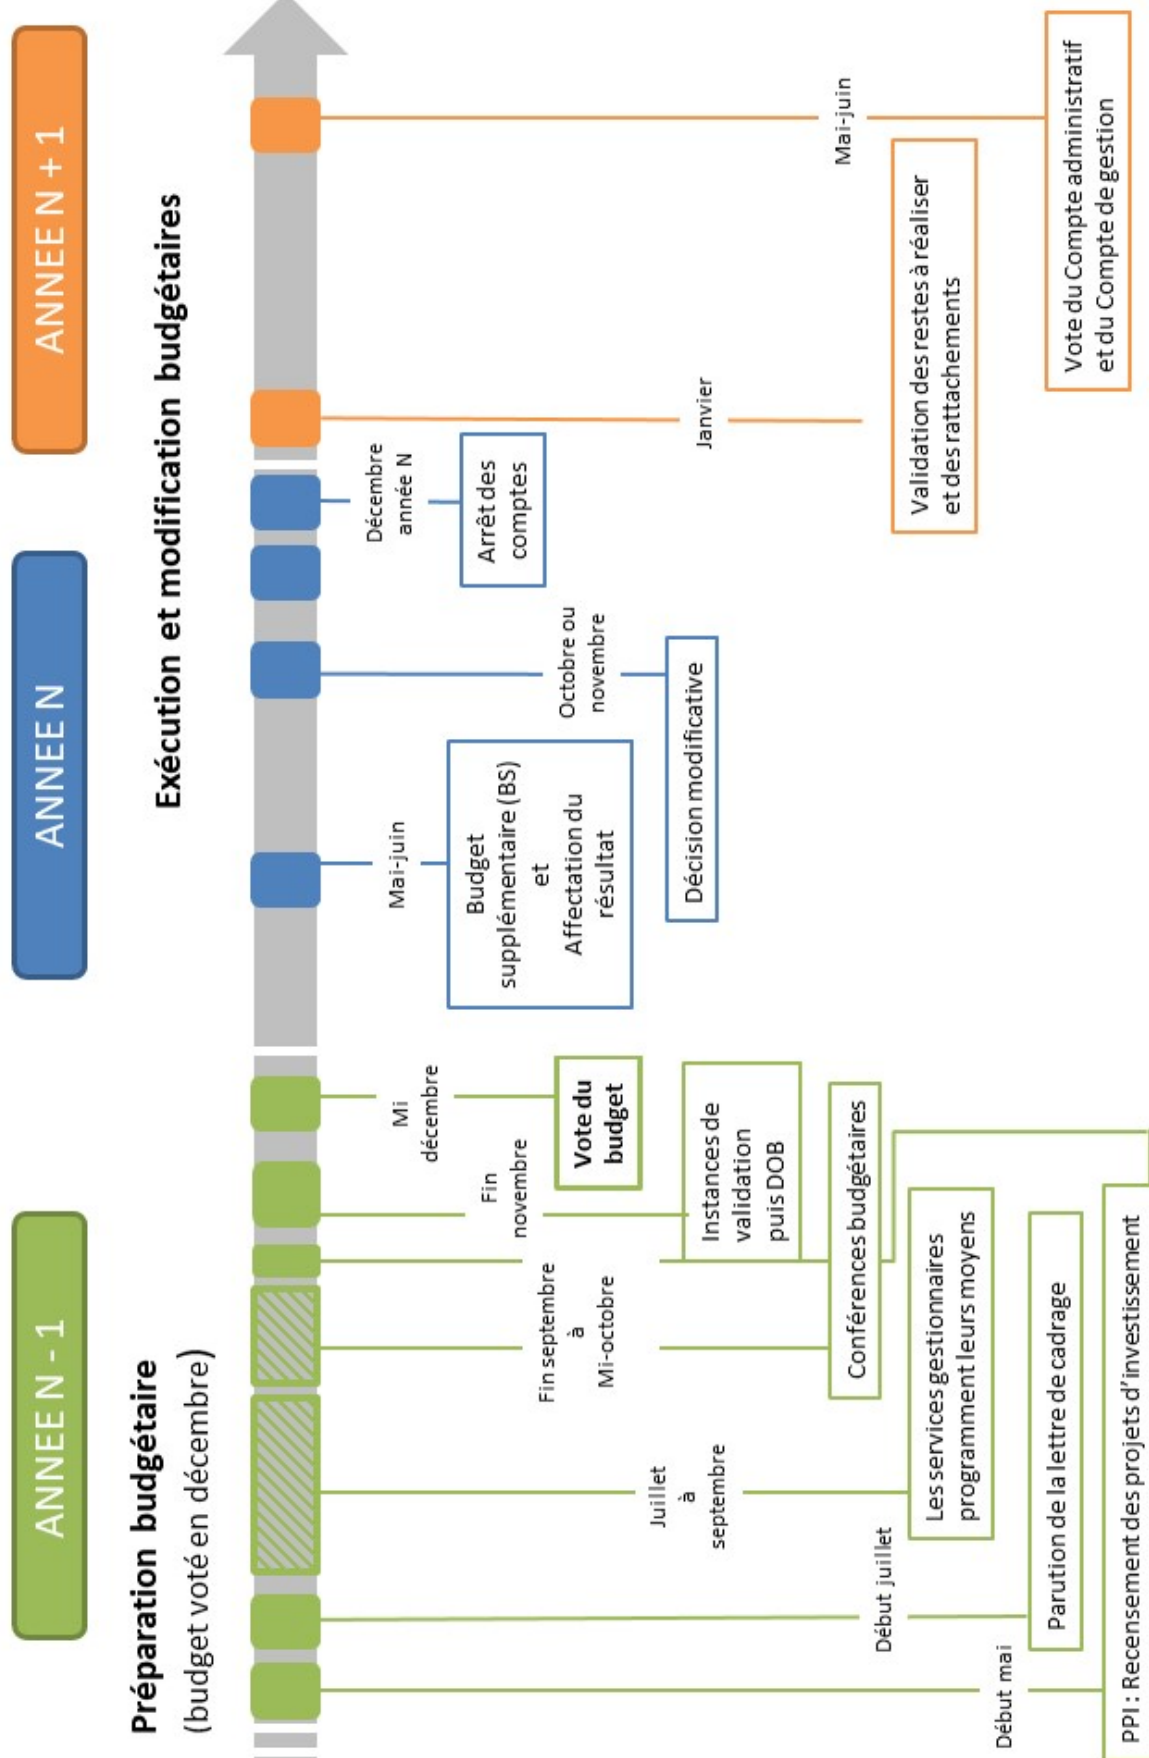 ANNEE N - 1
ANNEE N
ANNEE N + 1
Préparation budgétaire
(budget voté en décembre)
Exécution et modification budgétaires
Début mai
PPI : Recensement des projets d'investissement
Début juillet
Parution de la lettre de cadrage
Juillet
à
septembre
Les services gestionnaires
programment leurs moyens
Fin septembre
à
Mi-octobre
Conférences budgétaires
Fin
novembre
Instances de
validation
puis DOB
Mi
décembre
Vote du
budget
Mai-juin
Budget
supplémentaire (BS)
et
Affectation du
résultat
Octobre ou
novembre
Décision modificative
Décembre
année N
Arrêt des
comptes
Janvier
Validation des restes à réaliser
et des rattachements
Mai-juin
Vote du Compte administratif
et du Compte de gestion